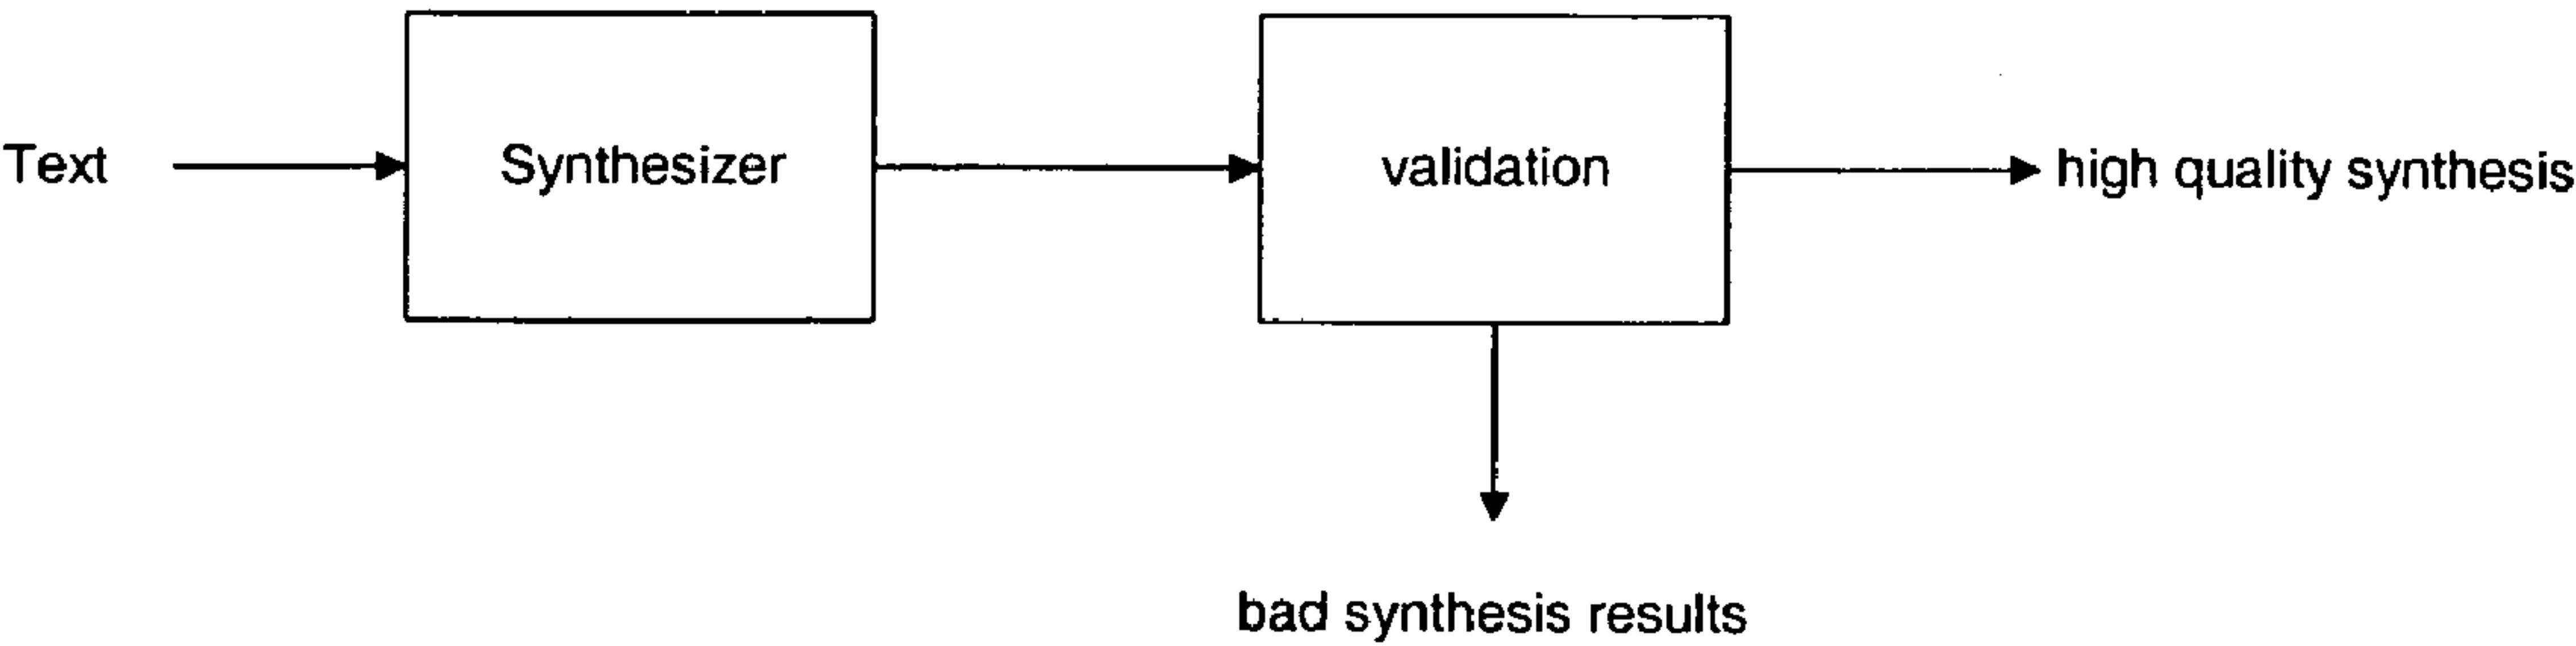 Text
Synthesizer
validation
high quality synthesis
bad synthesis results